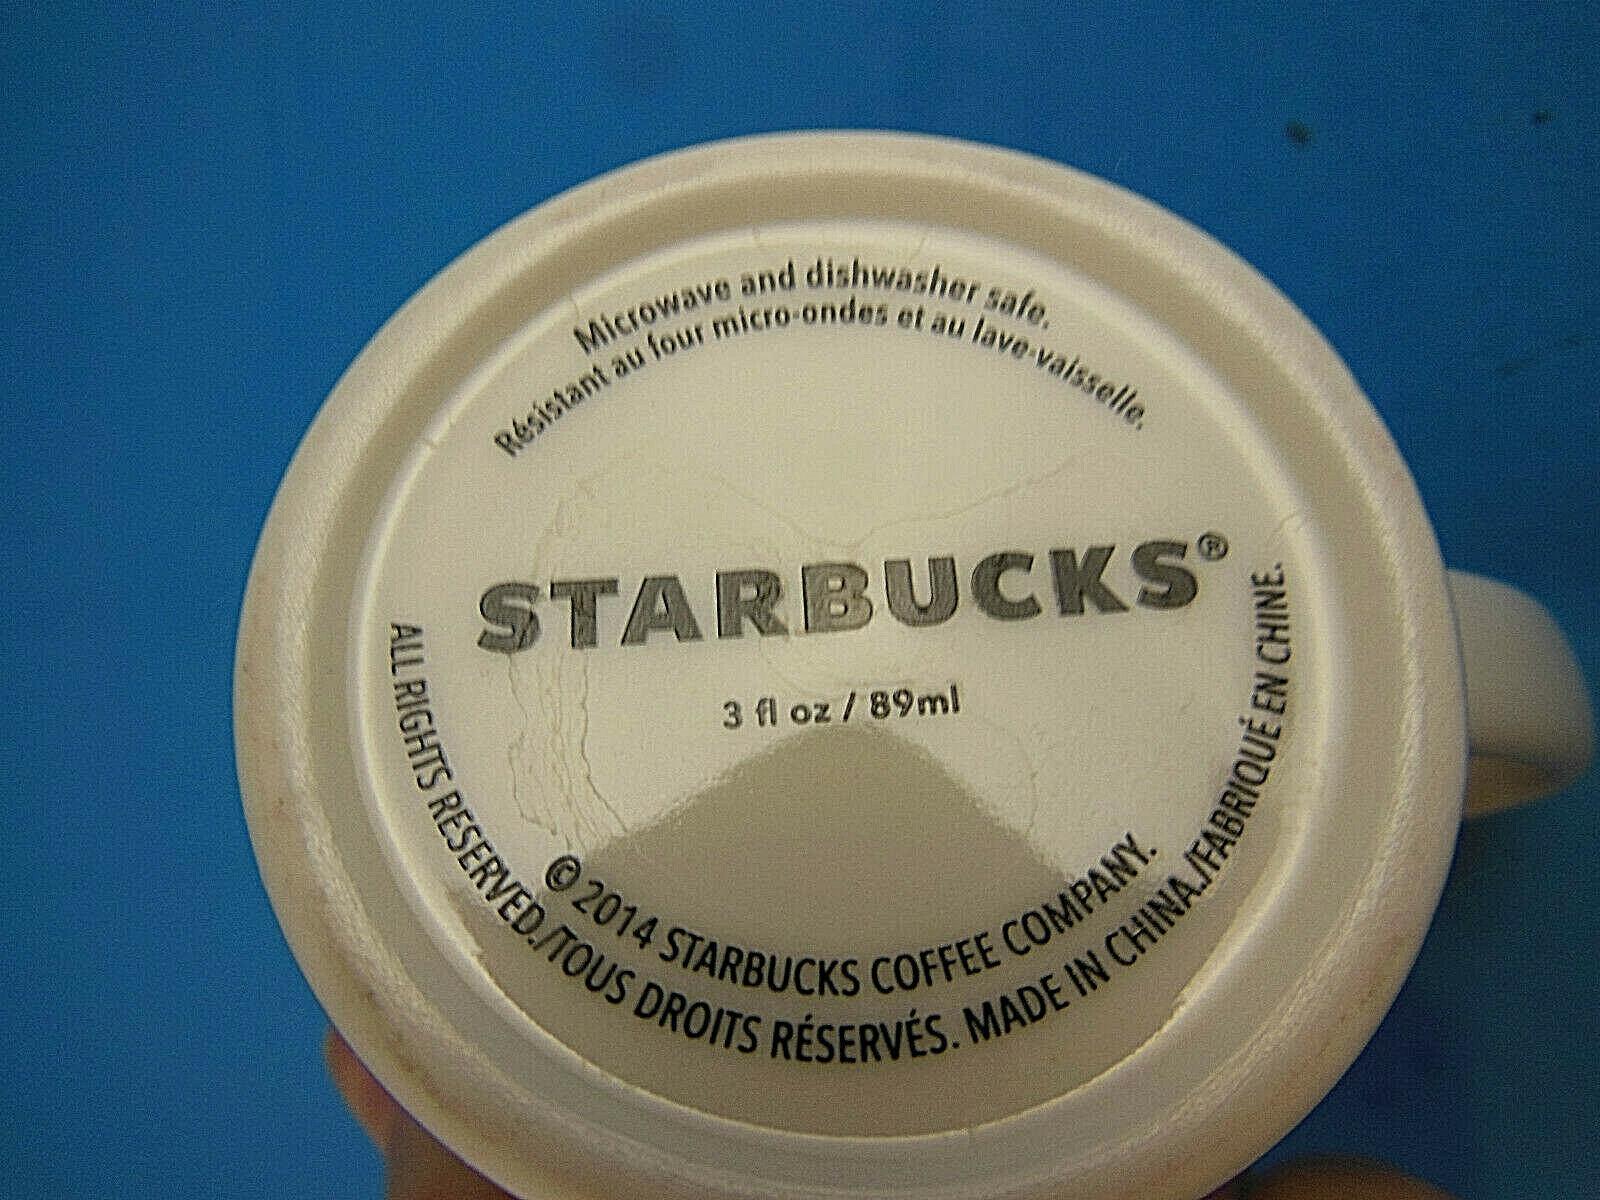 Microwave and dishwasher safe.
Résistant au four micro-ondes et au lave-vaisselle.
STARBUCKS®
3 fl oz / 89ml
© 2014 STARBUCKS COFFEE COMPANY.
ALL RIGHTS RESERVED./TOUS DROITS RÉSERVÉS. MADE IN CHINA./FABRIQUÉ EN CHINE.